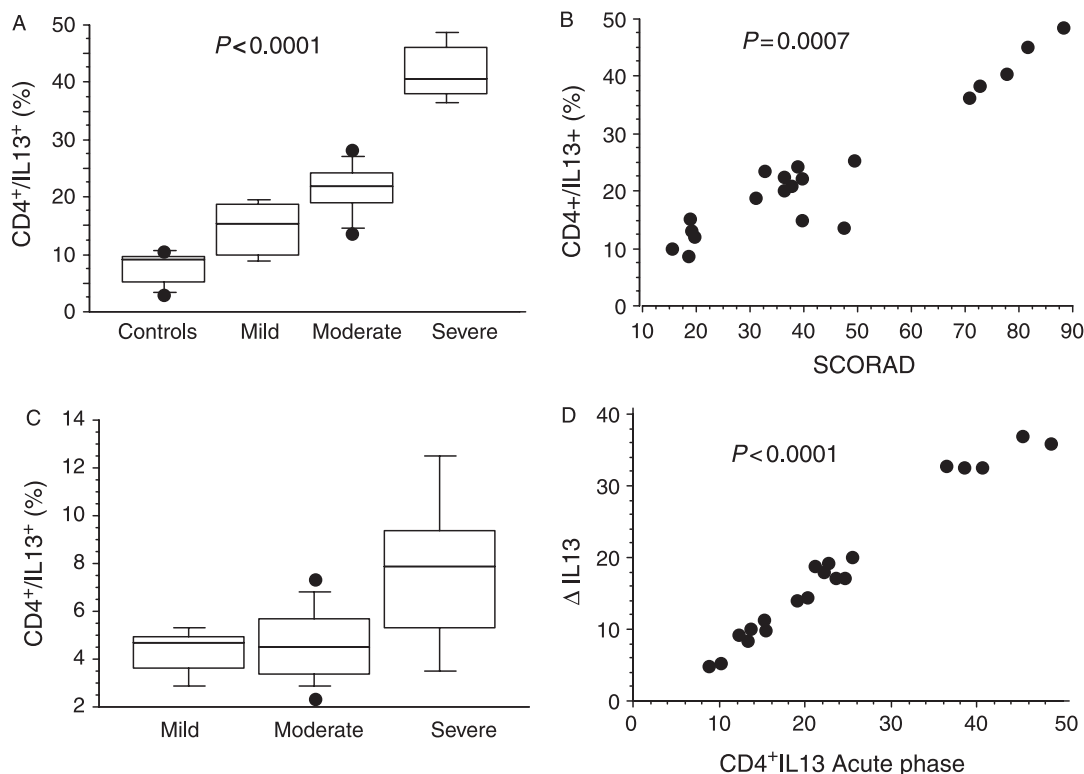 A
P<0.0001
CD4+/IL13+ (%)
50
40
30
20
10
0
Controls Mild Moderate Severe
B
P=0.0007
CD4+/IL13+ (%)
50
40
30
20
10
0
10 20 30 40 50 60 70 80 90
SCORAD
C
CD4+/IL13+ (%)
14
12
10
8
6
4
2
Mild Moderate Severe
D
P<0.0001
Δ IL13
40
30
20
10
0
0 10 20 30 40 50
CD4+IL13 Acute phase